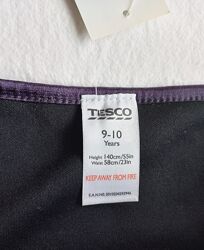 TESCO
9-10
Years
Height 140cm/55in
Waist 58cm/23in
KEEP AWAY FROM FIRE